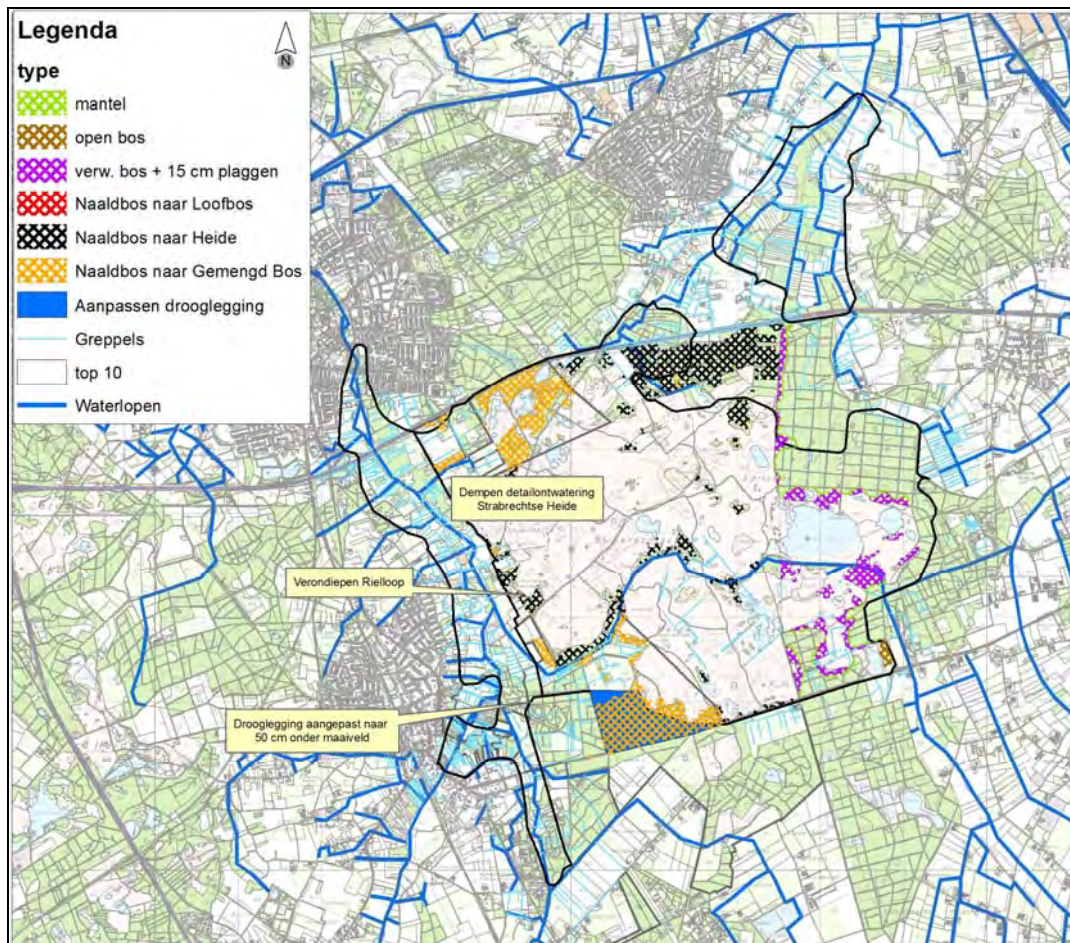 Legenda
N
type
mantel
open bos
verw. bos + 15 cm plaggen
Naaldbos naar Loofbos
Naaldbos naar Heide
Naaldbos naar Gemengd Bos
Aanpassen drooglegging
Greppels
top 10
Waterlopen
Dempen detailontwatering
Strabrechtse Heide
Verondiepen Rielloop
Drooglegging aangepast naar
50 cm onder maaiveld